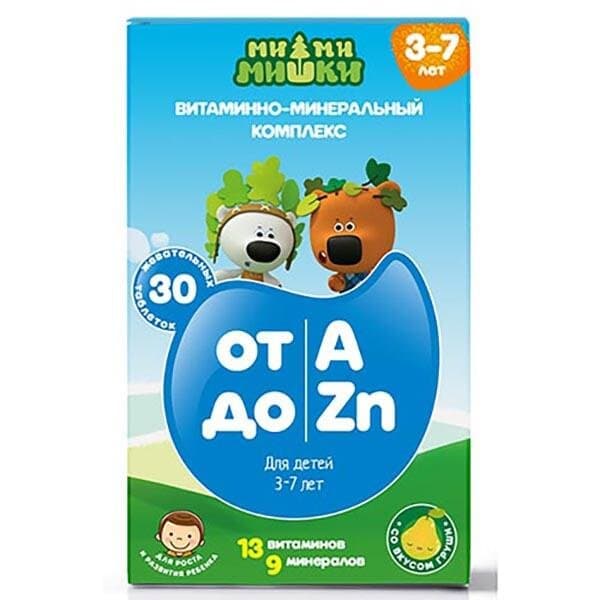 МИ МИ
МИШКИ
3-7
лет
ВИТАМИННО-МИНЕРАЛЬНЫЙ
КОМПЛЕКС
жевательных
30
таблеток
от А
до Zn
Для детей
3-7 лет
13 витаминов
9 минералов
ДЛЯ РОСТА
И РАЗВИТИЯ РЕБЕНКА
СО ВКУСОМ ГРУШИ